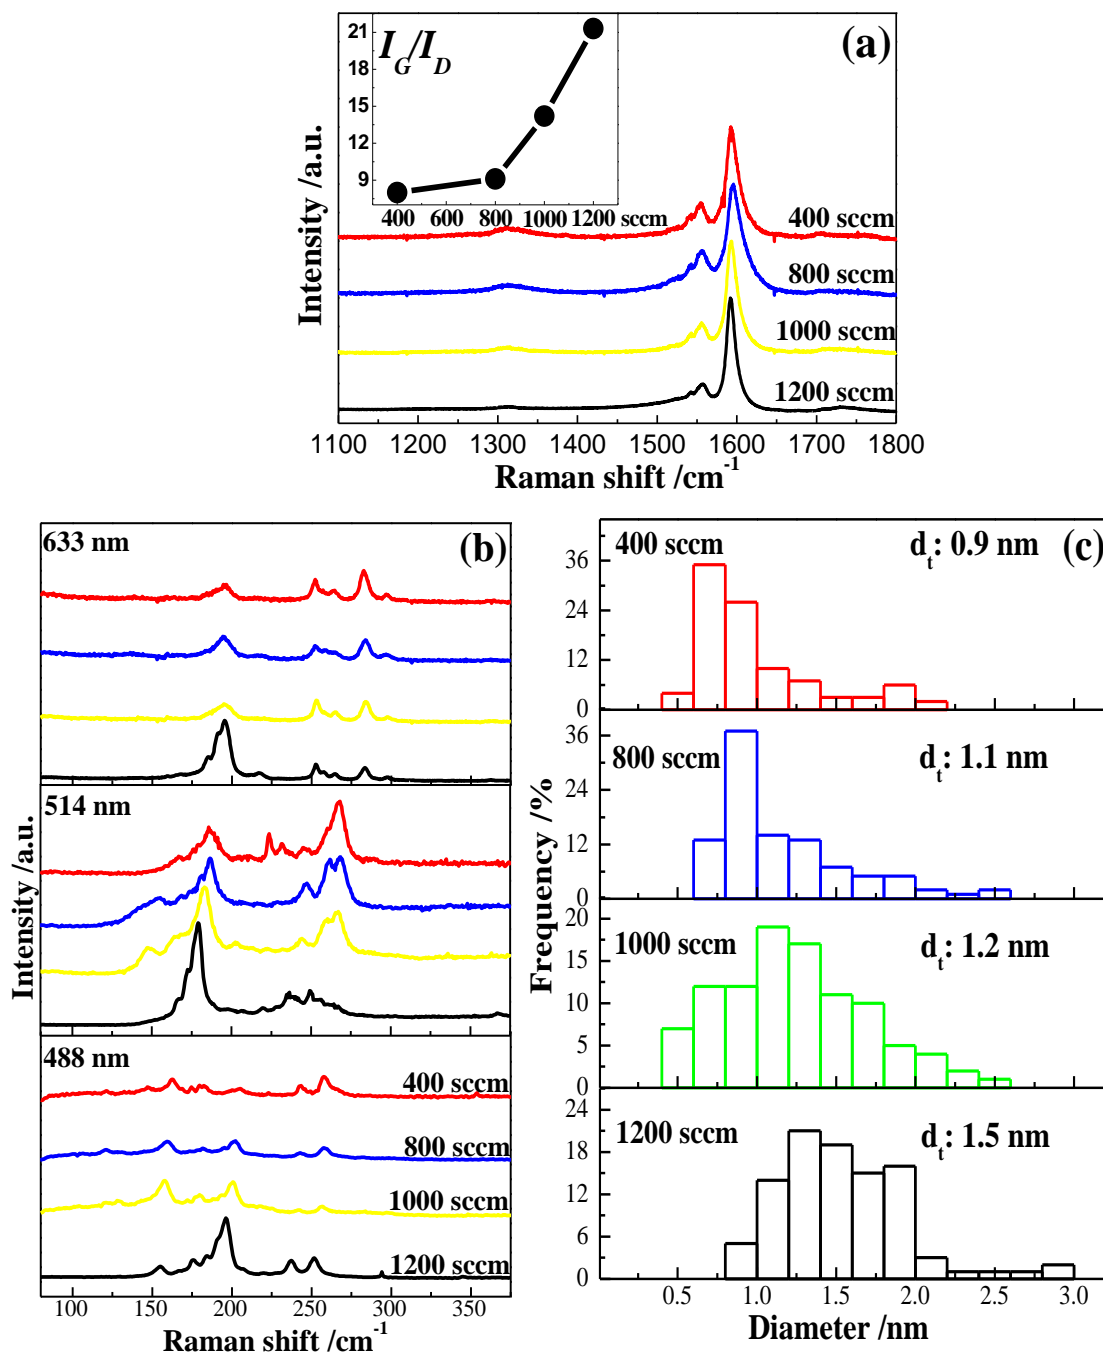 I_G/I_D
(a)
21
18
15
12
9
400 600 800 1000 1200 sccm
400 sccm
800 sccm
1000 sccm
1200 sccm
Intensity /a.u.
1100 1200 1300 1400 1500 1600 1700 1800
Raman shift /cm⁻¹
633 nm
(b)
514 nm
488 nm
400 sccm
800 sccm
1000 sccm
1200 sccm
Intensity /a.u.
100 150 200 250 300 350
Raman shift /cm⁻¹
(c)
400 sccm
d_t: 0.9 nm
36
24
12
0
800 sccm
d_t: 1.1 nm
36
24
12
0
1000 sccm
d_t: 1.2 nm
20
15
10
5
0
1200 sccm
d_t: 1.5 nm
24
18
12
6
0
Frequency /%
0.5 1.0 1.5 2.0 2.5 3.0
Diameter /nm